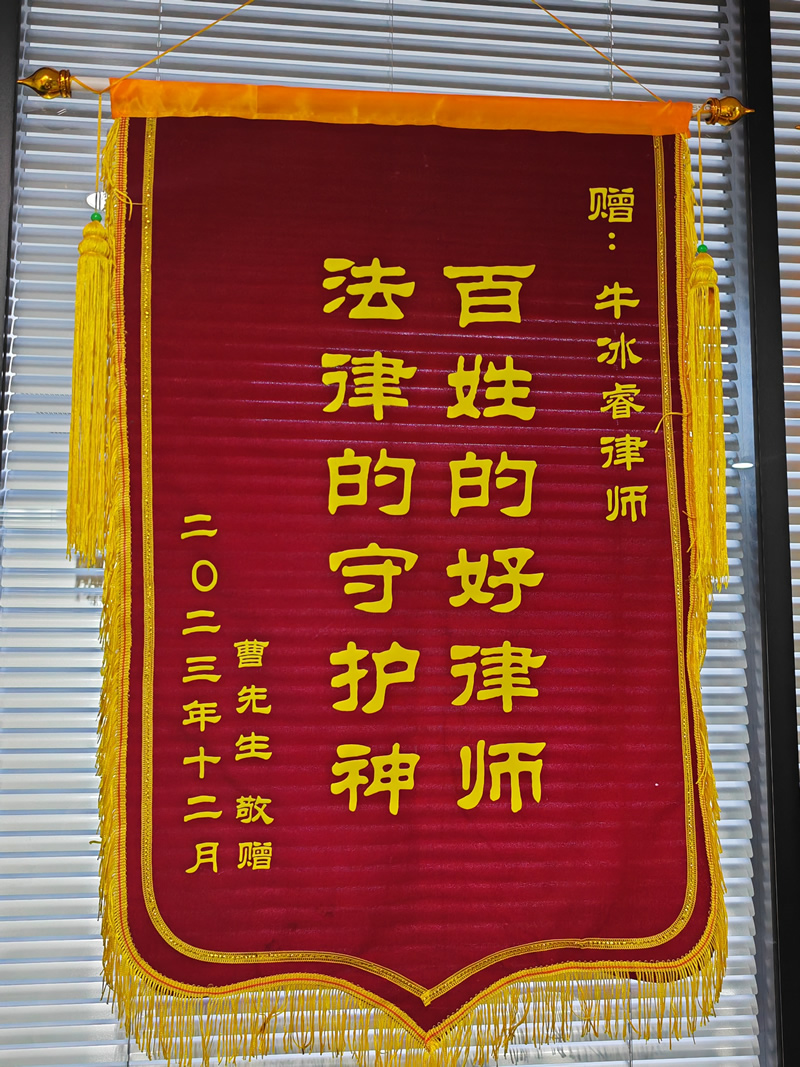 赠：牛冰睿律师
百姓的好律师
法律的守护神
曹先生 敬赠
二〇二三年十二月